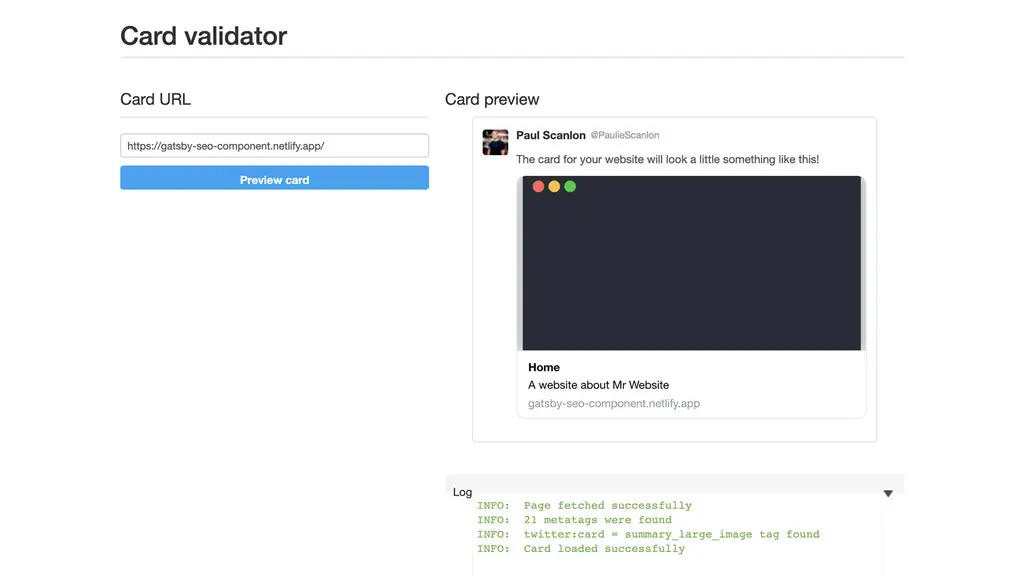 Card validator
Card URL
https://gatsby-seo-component.netlify.app/
Preview card
Card preview
Paul Scanlon @PaulieScanlon
The card for your website will look a little something like this!
Home
A website about Mr Website
gatsby-seo-component.netlify.app
Log
INFO: Page fetched successfully
INFO: 21 metatags were found
INFO: twitter:card = summary_large_image tag found
INFO: Card loaded successfully